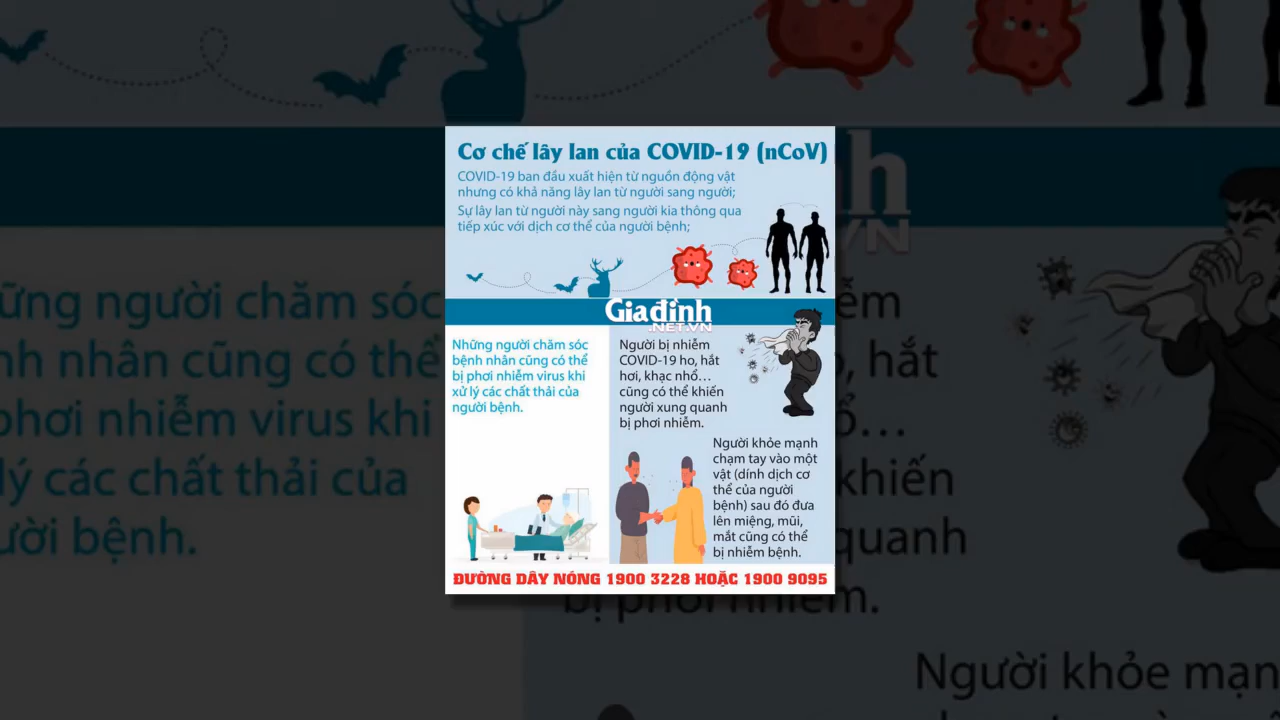 Cơ chế lây lan của COVID-19 (nCoV)
COVID-19 ban đầu xuất hiện từ nguồn động vật
nhưng có khả năng lây lan từ người sang người;
Sự lây lan từ người này sang người kia thông qua
tiếp xúc với dịch cơ thể của người bệnh;
Giađình
.NET.VN
Những người chăm sóc
bệnh nhân cũng có thể
bị phơi nhiễm virus khi
xử lý các chất thải của
người bệnh.
Người bị nhiễm
COVID-19 ho, hắt
hơi, khạc nhổ...
cũng có thể khiến
người xung quanh
bị phơi nhiễm.
Người khỏe mạnh
chạm tay vào một
vật (dính dịch cơ
thể của người
bệnh) sau đó đưa
lên miệng, mũi,
mắt cũng có thể
bị nhiễm bệnh.
ĐƯỜNG DÂY NÓNG 1900 3228 HOẶC 1900 9095